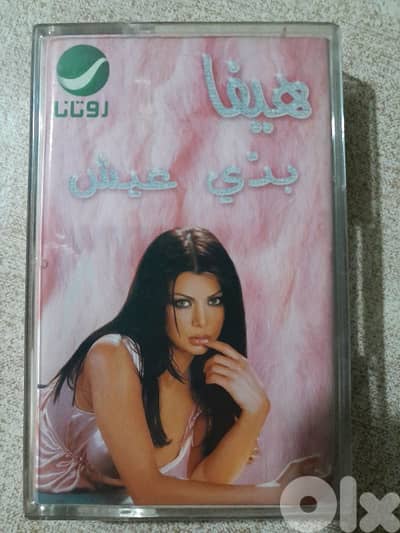 روتانا
هيفا
بدي عيش
olx